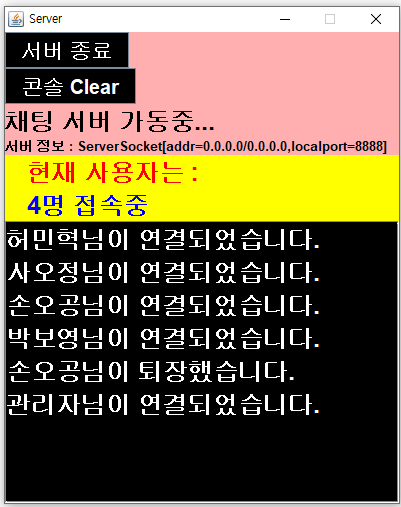 Server
서버 종료
콘솔 Clear
채팅 서버 가동중...
서버 정보 : ServerSocket[addr=0.0.0.0/0.0.0.0,localport=8888]
현재 사용자는 :
4명 접속중
허민혁님이 연결되었습니다.
사오정님이 연결되었습니다.
손오공님이 연결되었습니다.
박보영님이 연결되었습니다.
손오공님이 퇴장했습니다.
관리자님이 연결되었습니다.